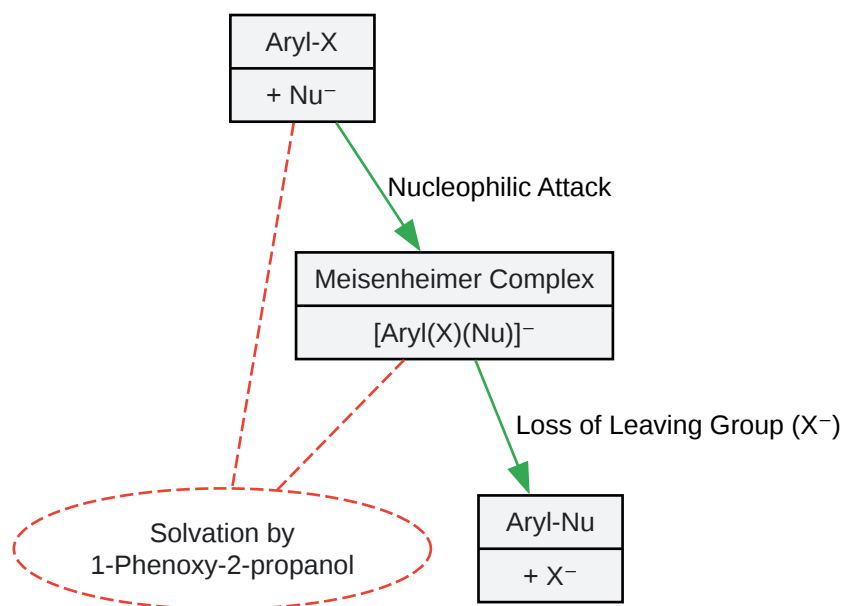 Aryl-X
+ Nu⁻
Nucleophilic Attack
Meisenheimer Complex
[Aryl(X)(Nu)]⁻
Loss of Leaving Group (X⁻)
Solvation by
1-Phenoxy-2-propanol
Aryl-Nu
+ X⁻